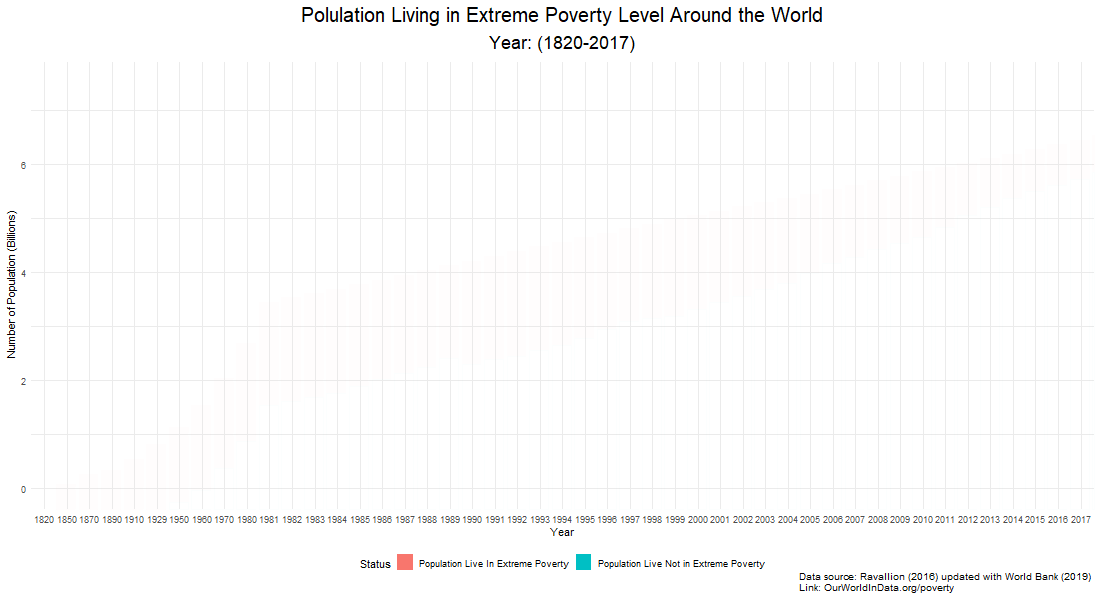 Polulation Living in Extreme Poverty Level Around the World
Year: (1820-2017)
Number of Population (Billions)
6
4
2
0
1820 1850 1870 1890 1910 1929 1950 1960 1970 1980 1981 1982 1983 1984 1985 1986 1987 1988 1989 1990 1991 1992 1993 1994 1995 1996 1997 1998 1999 2000 2001 2002 2003 2004 2005 2006 2007 2008 2009 2010 2011 2012 2013 2014 2015 2016 2017
Year
Status Population Live In Extreme Poverty Population Live Not in Extreme Poverty
Data source: Ravallion (2016) updated with World Bank (2019)
Link: OurWorldInData.org/poverty